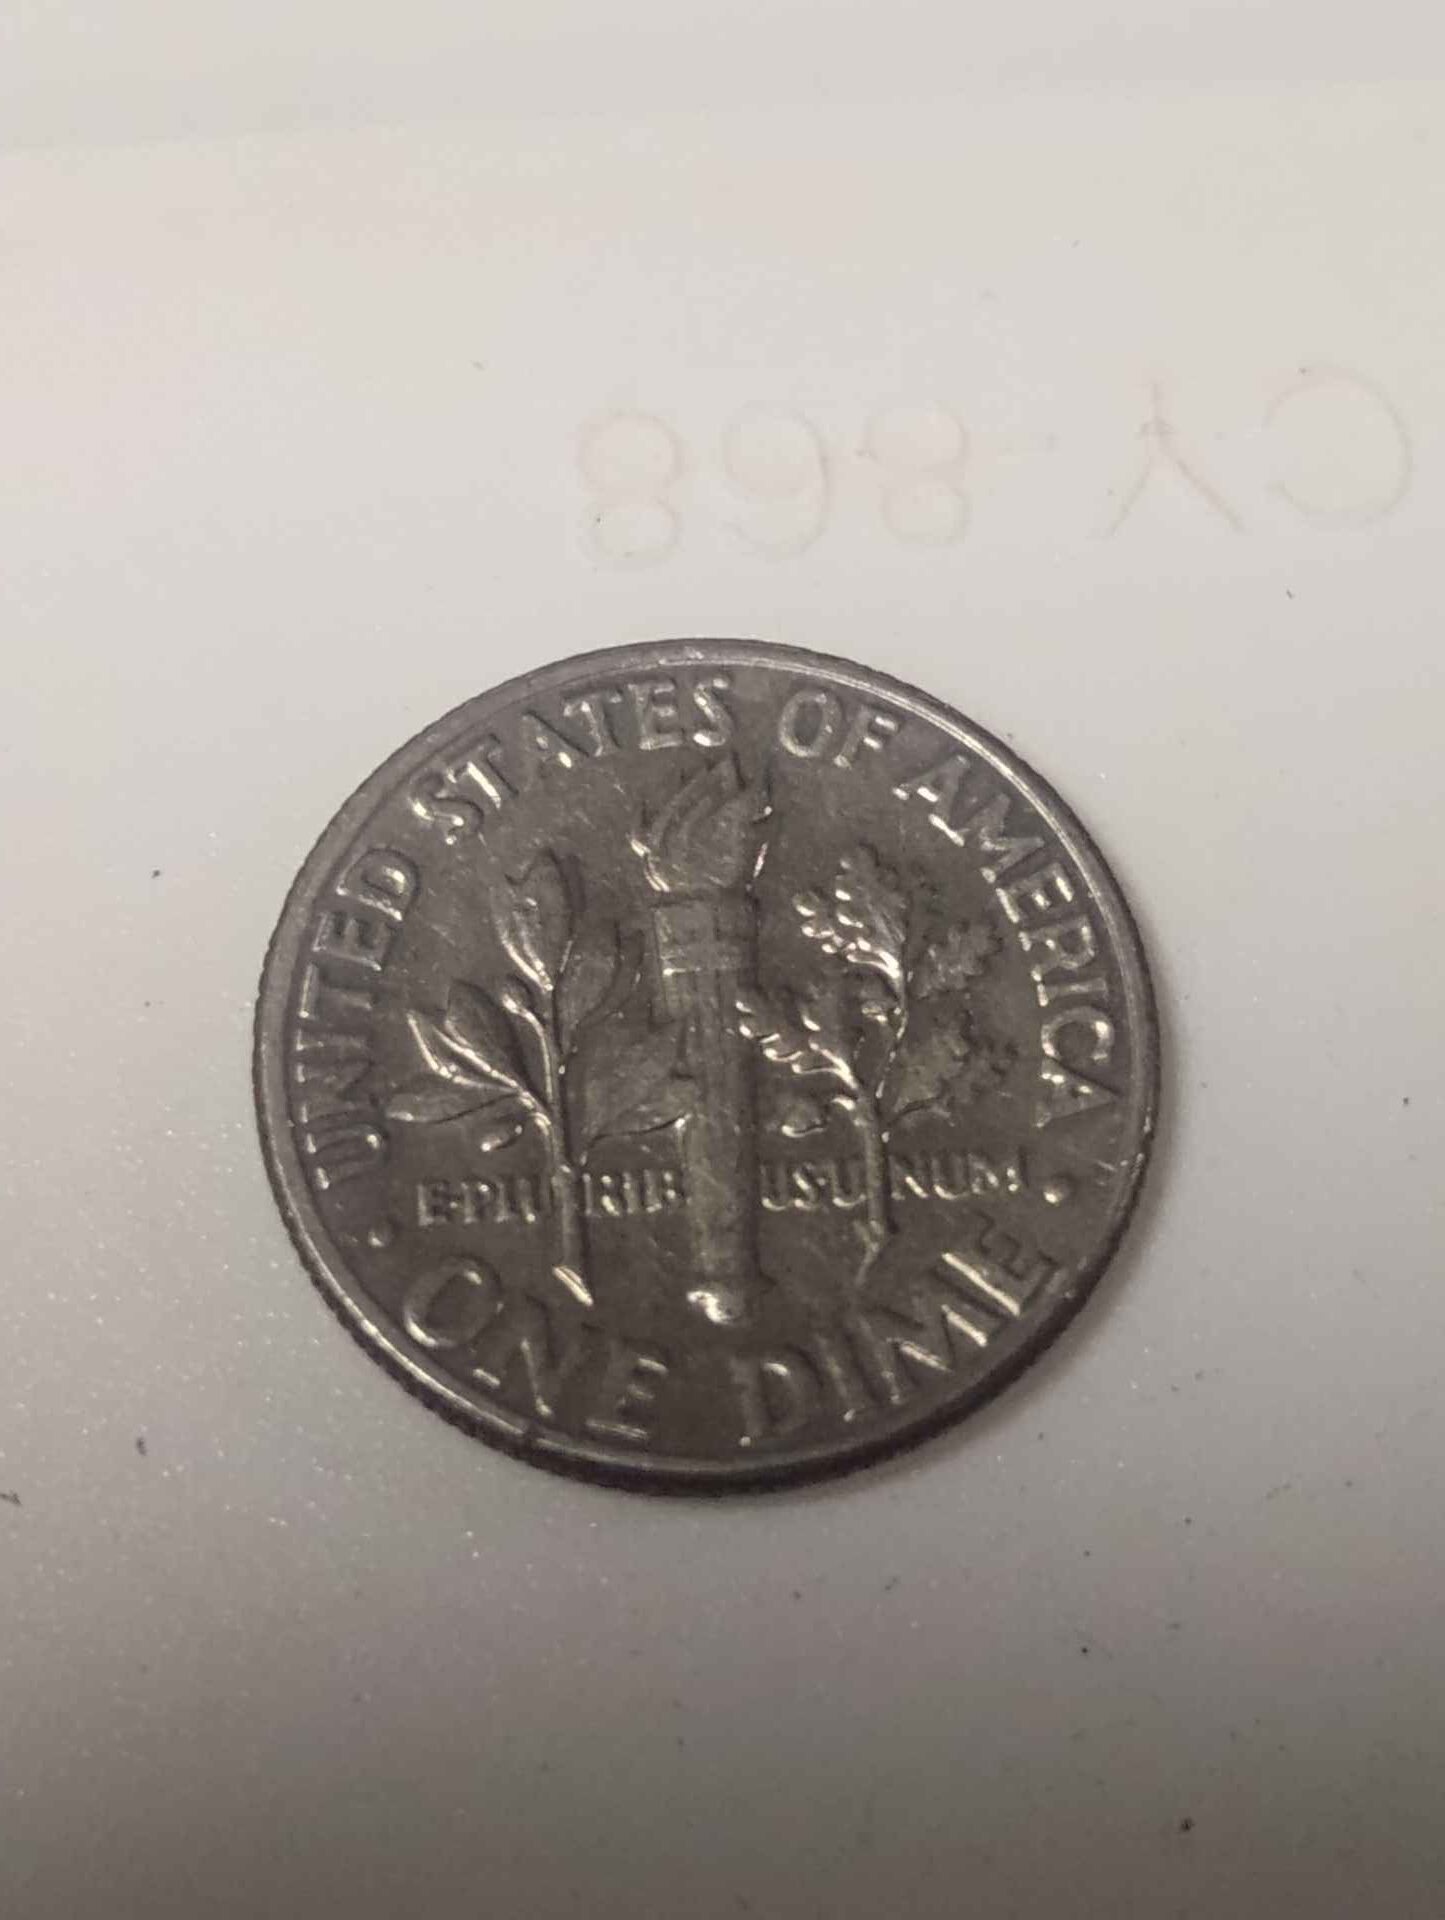 UNITED STATES OF AMERICA
E·PLURIBUS·UNUM
· ONE DIME ·